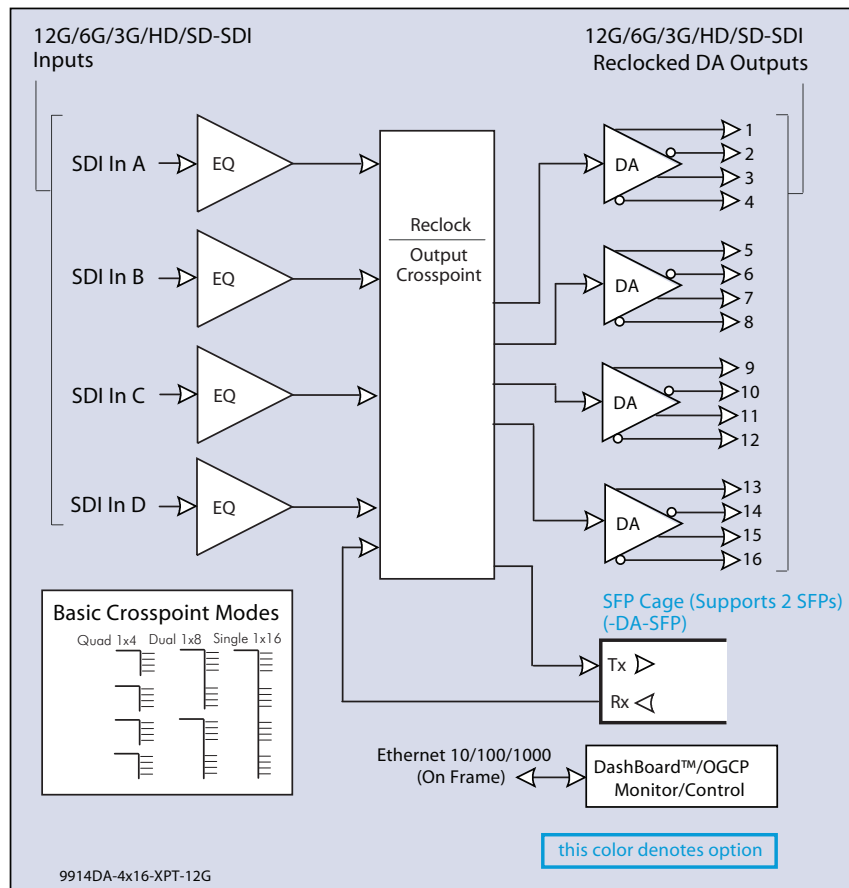 12G/6G/3G/HD/SD-SDI
Inputs
12G/6G/3G/HD/SD-SDI
Reclocked DA Outputs
SDI In A
EQ
SDI In B
EQ
SDI In C
EQ
SDI In D
EQ
Reclock
Output
Crosspoint
DA
1
2
3
4
DA
5
6
7
8
DA
9
10
11
12
DA
13
14
15
16
Basic Crosspoint Modes
Quad 1x4 Dual 1x8 Single 1x16
SFP Cage (Supports 2 SFPs)
(-DA-SFP)
Tx
Rx
Ethernet 10/100/1000
(On Frame)
DashBoard™/OGCP
Monitor/Control
this color denotes option
9914DA-4x16-XPT-12G